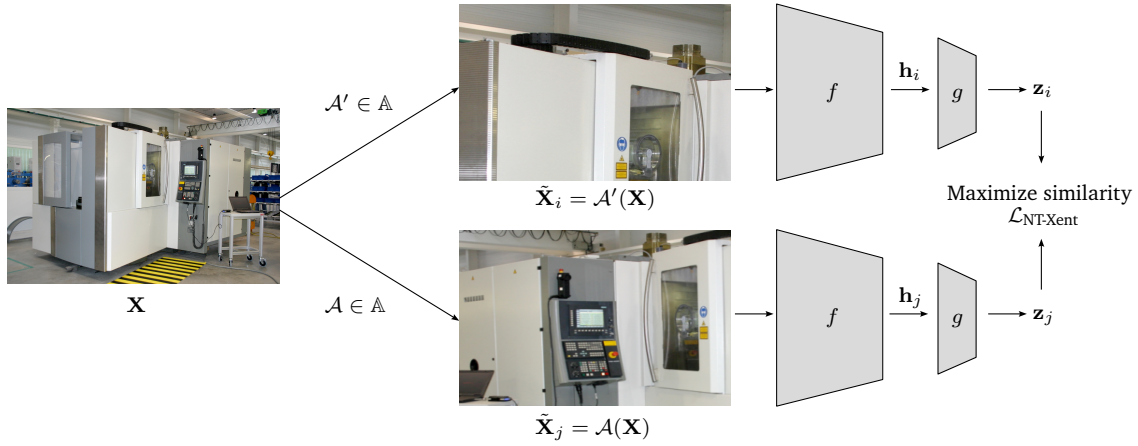 𝐗
𝒜′ ∈ 𝔸
𝒜 ∈ 𝔸
𝐗̃ᵢ = 𝒜′(𝐗)
𝐗̃ⱼ = 𝒜(𝐗)
f
𝐡ᵢ
g
𝐳ᵢ
Maximize similarity
ℒ_NT-Xent
f
𝐡ⱼ
g
𝐳ⱼ